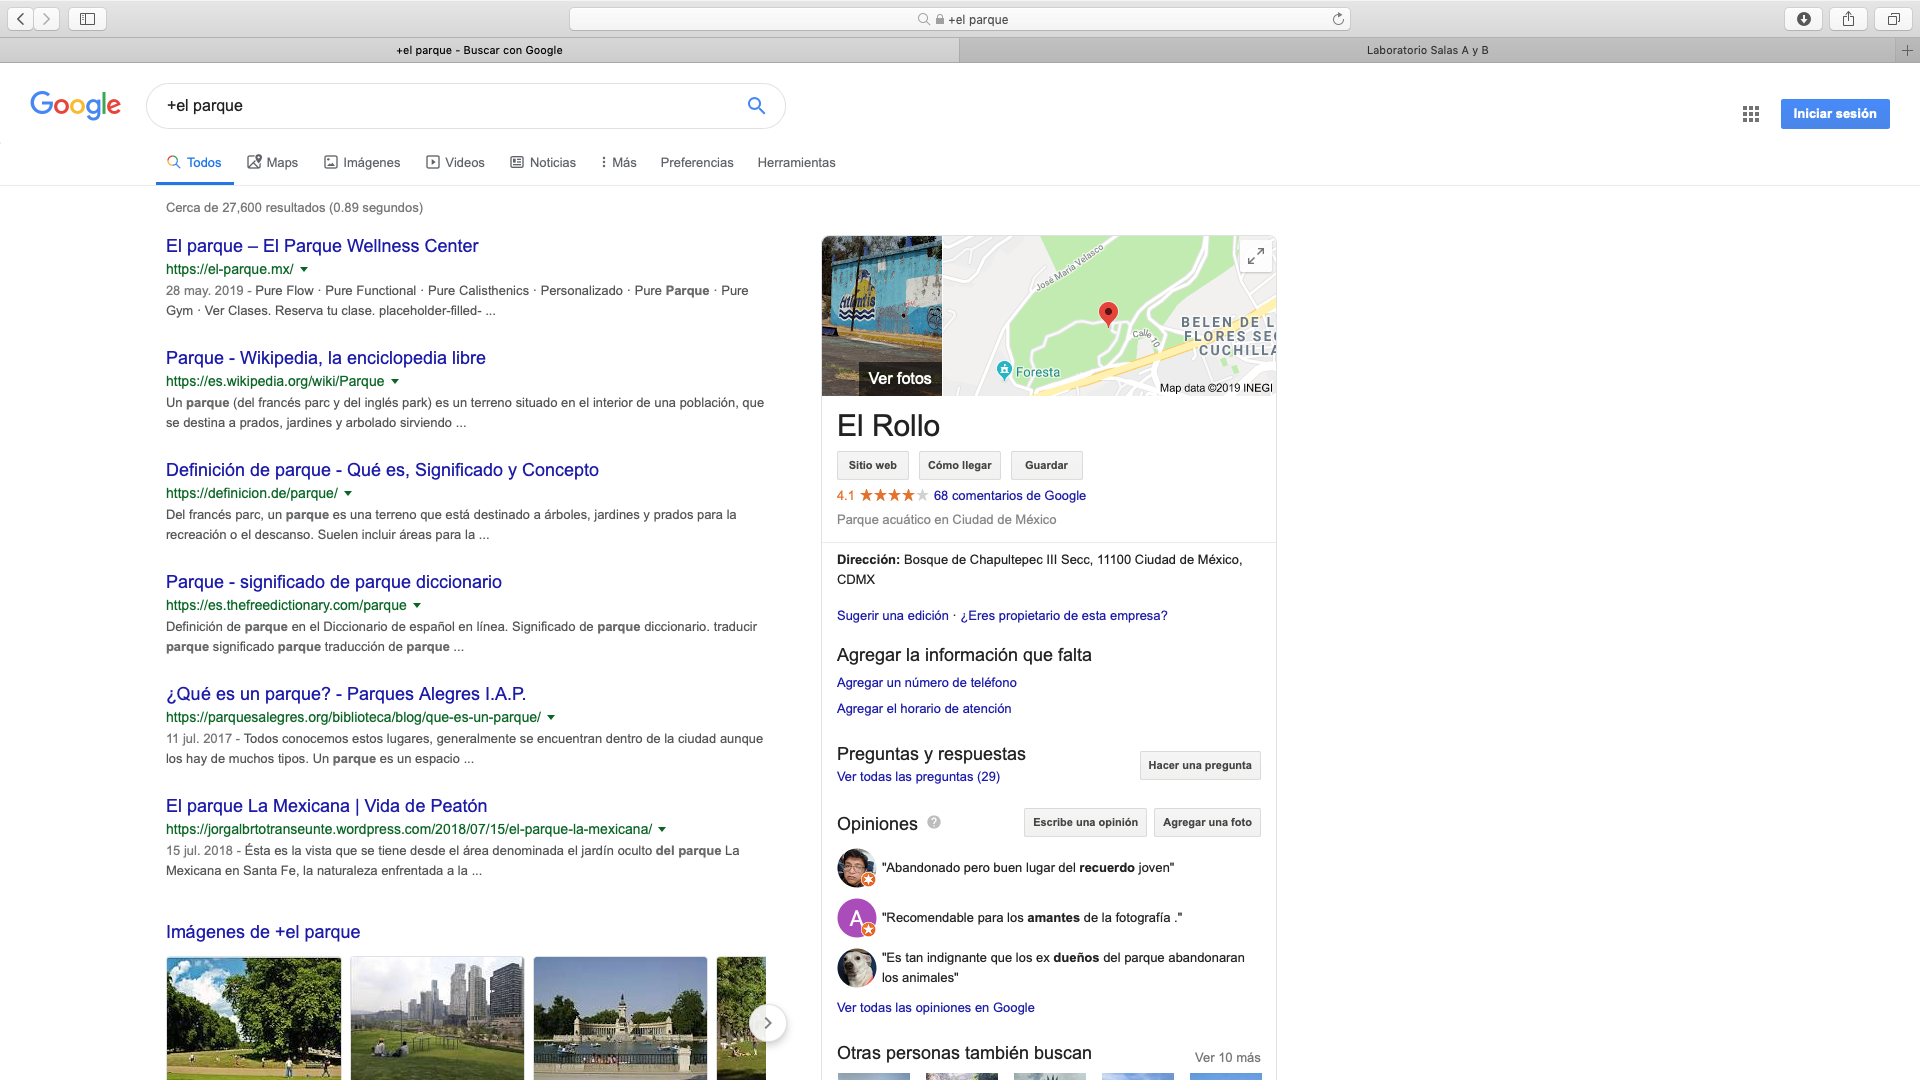 +el parque
+el parque - Buscar con Google
Laboratorio Salas A y B
Google
+el parque
Iniciar sesión
Todos
Maps
Imágenes
Videos
Noticias
Más
Preferencias
Herramientas
Cerca de 27,600 resultados (0.89 segundos)
El parque – El Parque Wellness Center
https://el-parque.mx/
28 may. 2019 - Pure Flow · Pure Functional · Pure Calisthenics · Personalizado · Pure Parque · Pure
Gym · Ver Clases. Reserva tu clase. placeholder-filled- ...
Parque - Wikipedia, la enciclopedia libre
https://es.wikipedia.org/wiki/Parque
Un parque (del francés parc y del inglés park) es un terreno situado en el interior de una población, que
se destina a prados, jardines y arbolado sirviendo ...
Definición de parque - Qué es, Significado y Concepto
https://definicion.de/parque/
Del francés parc, un parque es una terreno que está destinado a árboles, jardines y prados para la
recreación o el descanso. Suelen incluir áreas para la ...
Parque - significado de parque diccionario
https://es.thefreedictionary.com/parque
Definición de parque en el Diccionario de español en línea. Significado de parque diccionario. traducir
parque significado parque traducción de parque ...
¿Qué es un parque? - Parques Alegres I.A.P.
https://parquesalegres.org/biblioteca/blog/que-es-un-parque/
11 jul. 2017 - Todos conocemos estos lugares, generalmente se encuentran dentro de la ciudad aunque
los hay de muchos tipos. Un parque es un espacio ...
El parque La Mexicana | Vida de Peatón
https://jorgalbrtotranseunte.wordpress.com/2018/07/15/el-parque-la-mexicana/
15 jul. 2018 - Ésta es la vista que se tiene desde el área denominada el jardín oculto del parque La
Mexicana en Santa Fe, la naturaleza enfrentada a la ...
Imágenes de +el parque
Atlantis
Ver fotos
José María Velasco
Calle 10
BELEN DE L
FLORES SE
CUCHILLA
Foresta
Map data ©2019 INEGI
El Rollo
Sitio web
Cómo llegar
Guardar
4.1
68 comentarios de Google
Parque acuático en Ciudad de México
Dirección: Bosque de Chapultepec III Secc, 11100 Ciudad de México,
CDMX
Sugerir una edición · ¿Eres propietario de esta empresa?
Agregar la información que falta
Agregar un número de teléfono
Agregar el horario de atención
Preguntas y respuestas
Ver todas las preguntas (29)
Hacer una pregunta
Opiniones
?
Escribe una opinión
Agregar una foto
"Abandonado pero buen lugar del recuerdo joven"
A
"Recomendable para los amantes de la fotografía ."
"Es tan indignante que los ex dueños del parque abandonaran
los animales"
Ver todas las opiniones en Google
Otras personas también buscan
Ver 10 más